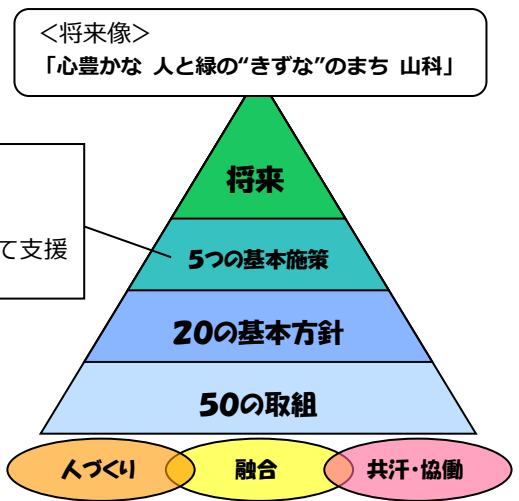 <将来像>
「心豊かな 人と緑の“きずな”のまち 山科」
将来
て支援
5つの基本施策
20の基本方針
50の取組
人づくり
融合
共汗・協働